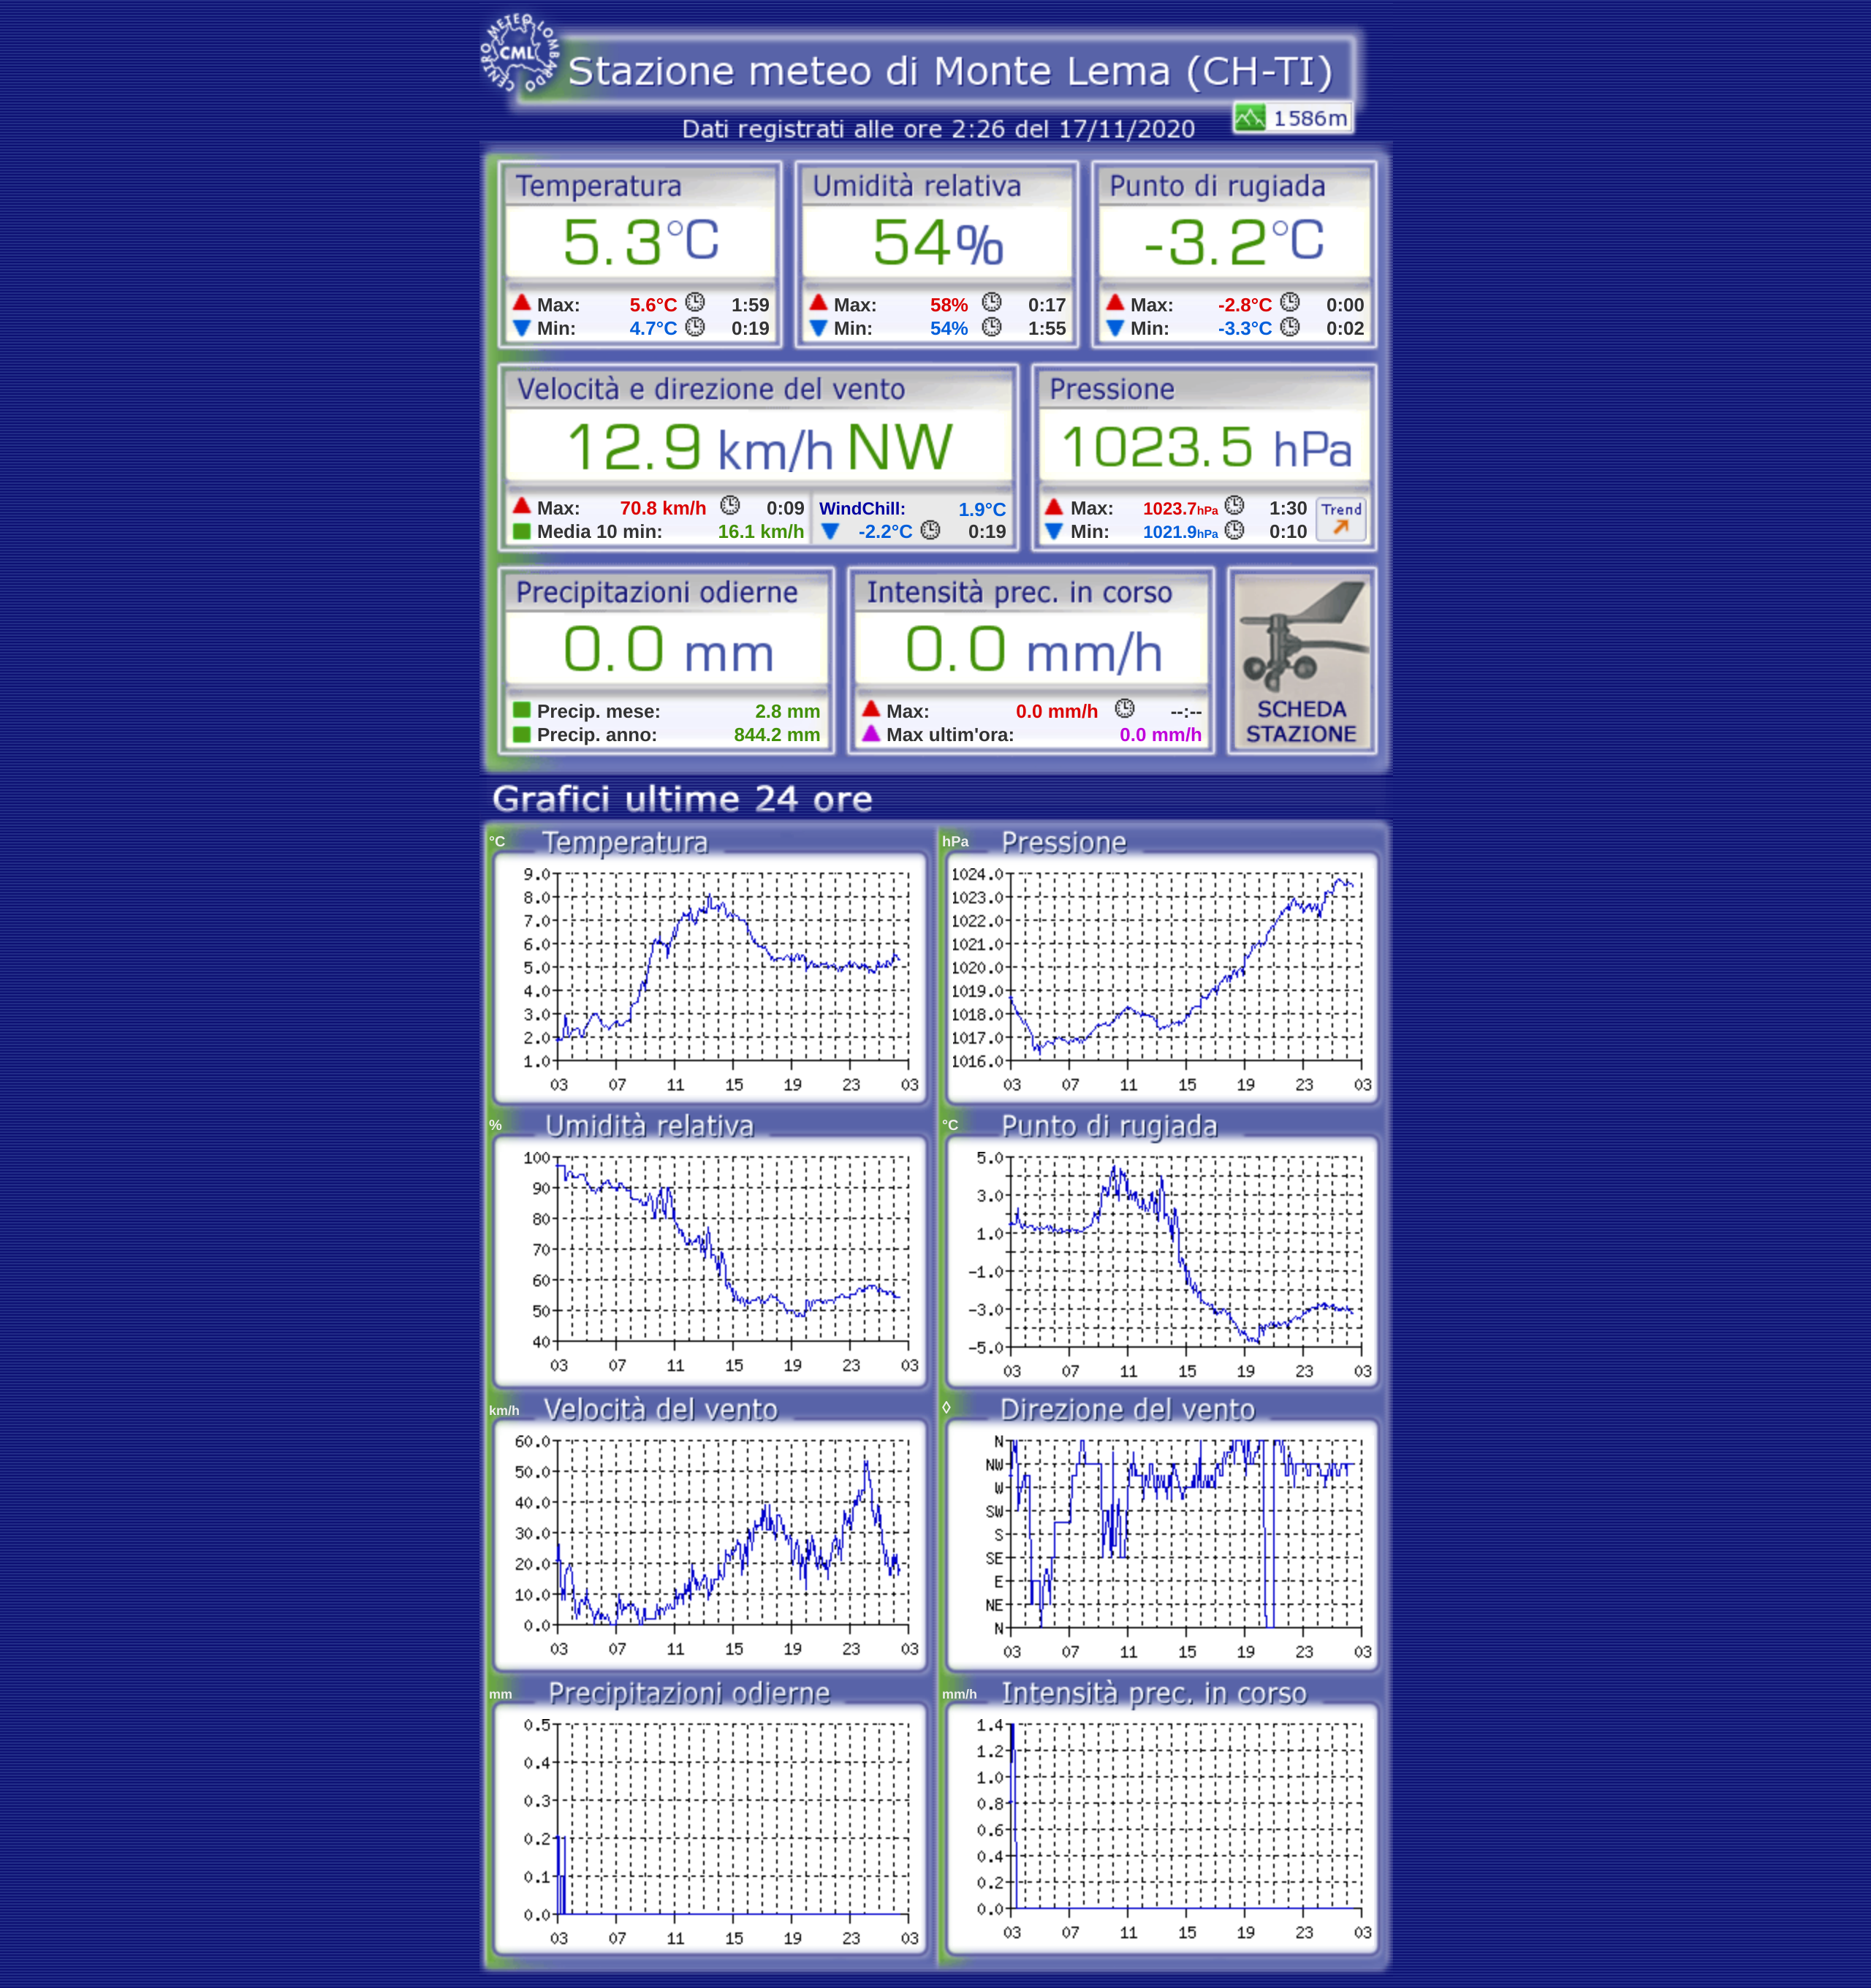 CENTRO METEO LOMBARDO
CML
Stazione meteo di Monte Lema (CH-TI)
1586m
Dati registrati alle ore 2:26 del 17/11/2020
Temperatura
5.3°C
Max: 5.6°C 1:59
Min: 4.7°C 0:19
Umidità relativa
54%
Max: 58% 0:17
Min: 54% 1:55
Punto di rugiada
-3.2°C
Max: -2.8°C 0:00
Min: -3.3°C 0:02
Velocità e direzione del vento
12.9 km/h NW
Max: 70.8 km/h 0:09
Media 10 min: 16.1 km/h
WindChill: 1.9°C
-2.2°C 0:19
Pressione
1023.5 hPa
Max: 1023.7hPa 1:30
Min: 1021.9hPa 0:10
Trend
Precipitazioni odierne
0.0 mm
Precip. mese: 2.8 mm
Precip. anno: 844.2 mm
Intensità prec. in corso
0.0 mm/h
Max: 0.0 mm/h --:--
Max ultim'ora: 0.0 mm/h
SCHEDA
STAZIONE
Grafici ultime 24 ore
°C Temperatura
9.0
8.0
7.0
6.0
5.0
4.0
3.0
2.0
1.0
03 07 11 15 19 23 03
hPa Pressione
1024.0
1023.0
1022.0
1021.0
1020.0
1019.0
1018.0
1017.0
1016.0
03 07 11 15 19 23 03
% Umidità relativa
100
90
80
70
60
50
40
03 07 11 15 19 23 03
°C Punto di rugiada
5.0
3.0
1.0
-1.0
-3.0
-5.0
03 07 11 15 19 23 03
km/h Velocità del vento
60.0
50.0
40.0
30.0
20.0
10.0
0.0
03 07 11 15 19 23 03
◊ Direzione del vento
N
NW
W
SW
S
SE
E
NE
N
03 07 11 15 19 23 03
mm Precipitazioni odierne
0.5
0.4
0.3
0.2
0.1
0.0
03 07 11 15 19 23 03
mm/h Intensità prec. in corso
1.4
1.2
1.0
0.8
0.6
0.4
0.2
0.0
03 07 11 15 19 23 03